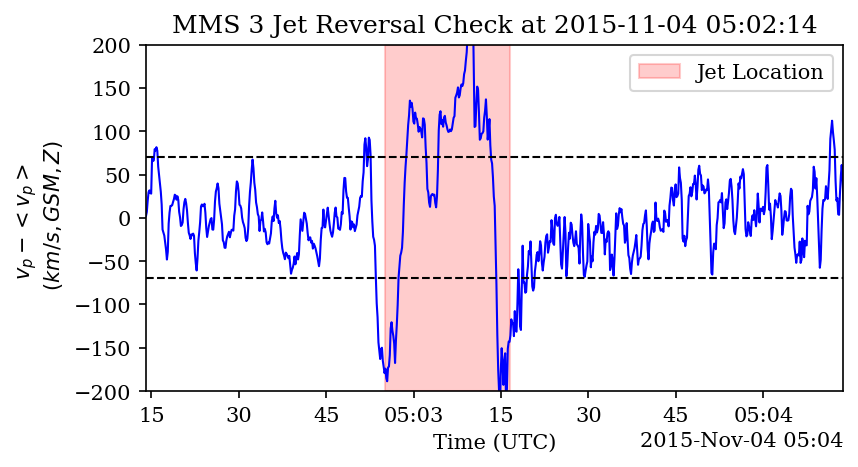 MMS 3 Jet Reversal Check at 2015-11-04 05:02:14
Jet Location
v_p − < v_p >
(km/s, GSM, Z)
200
150
100
50
0
−50
−100
−150
−200
15 30 45 05:03 15 30 45 05:04
Time (UTC)
2015-Nov-04 05:04